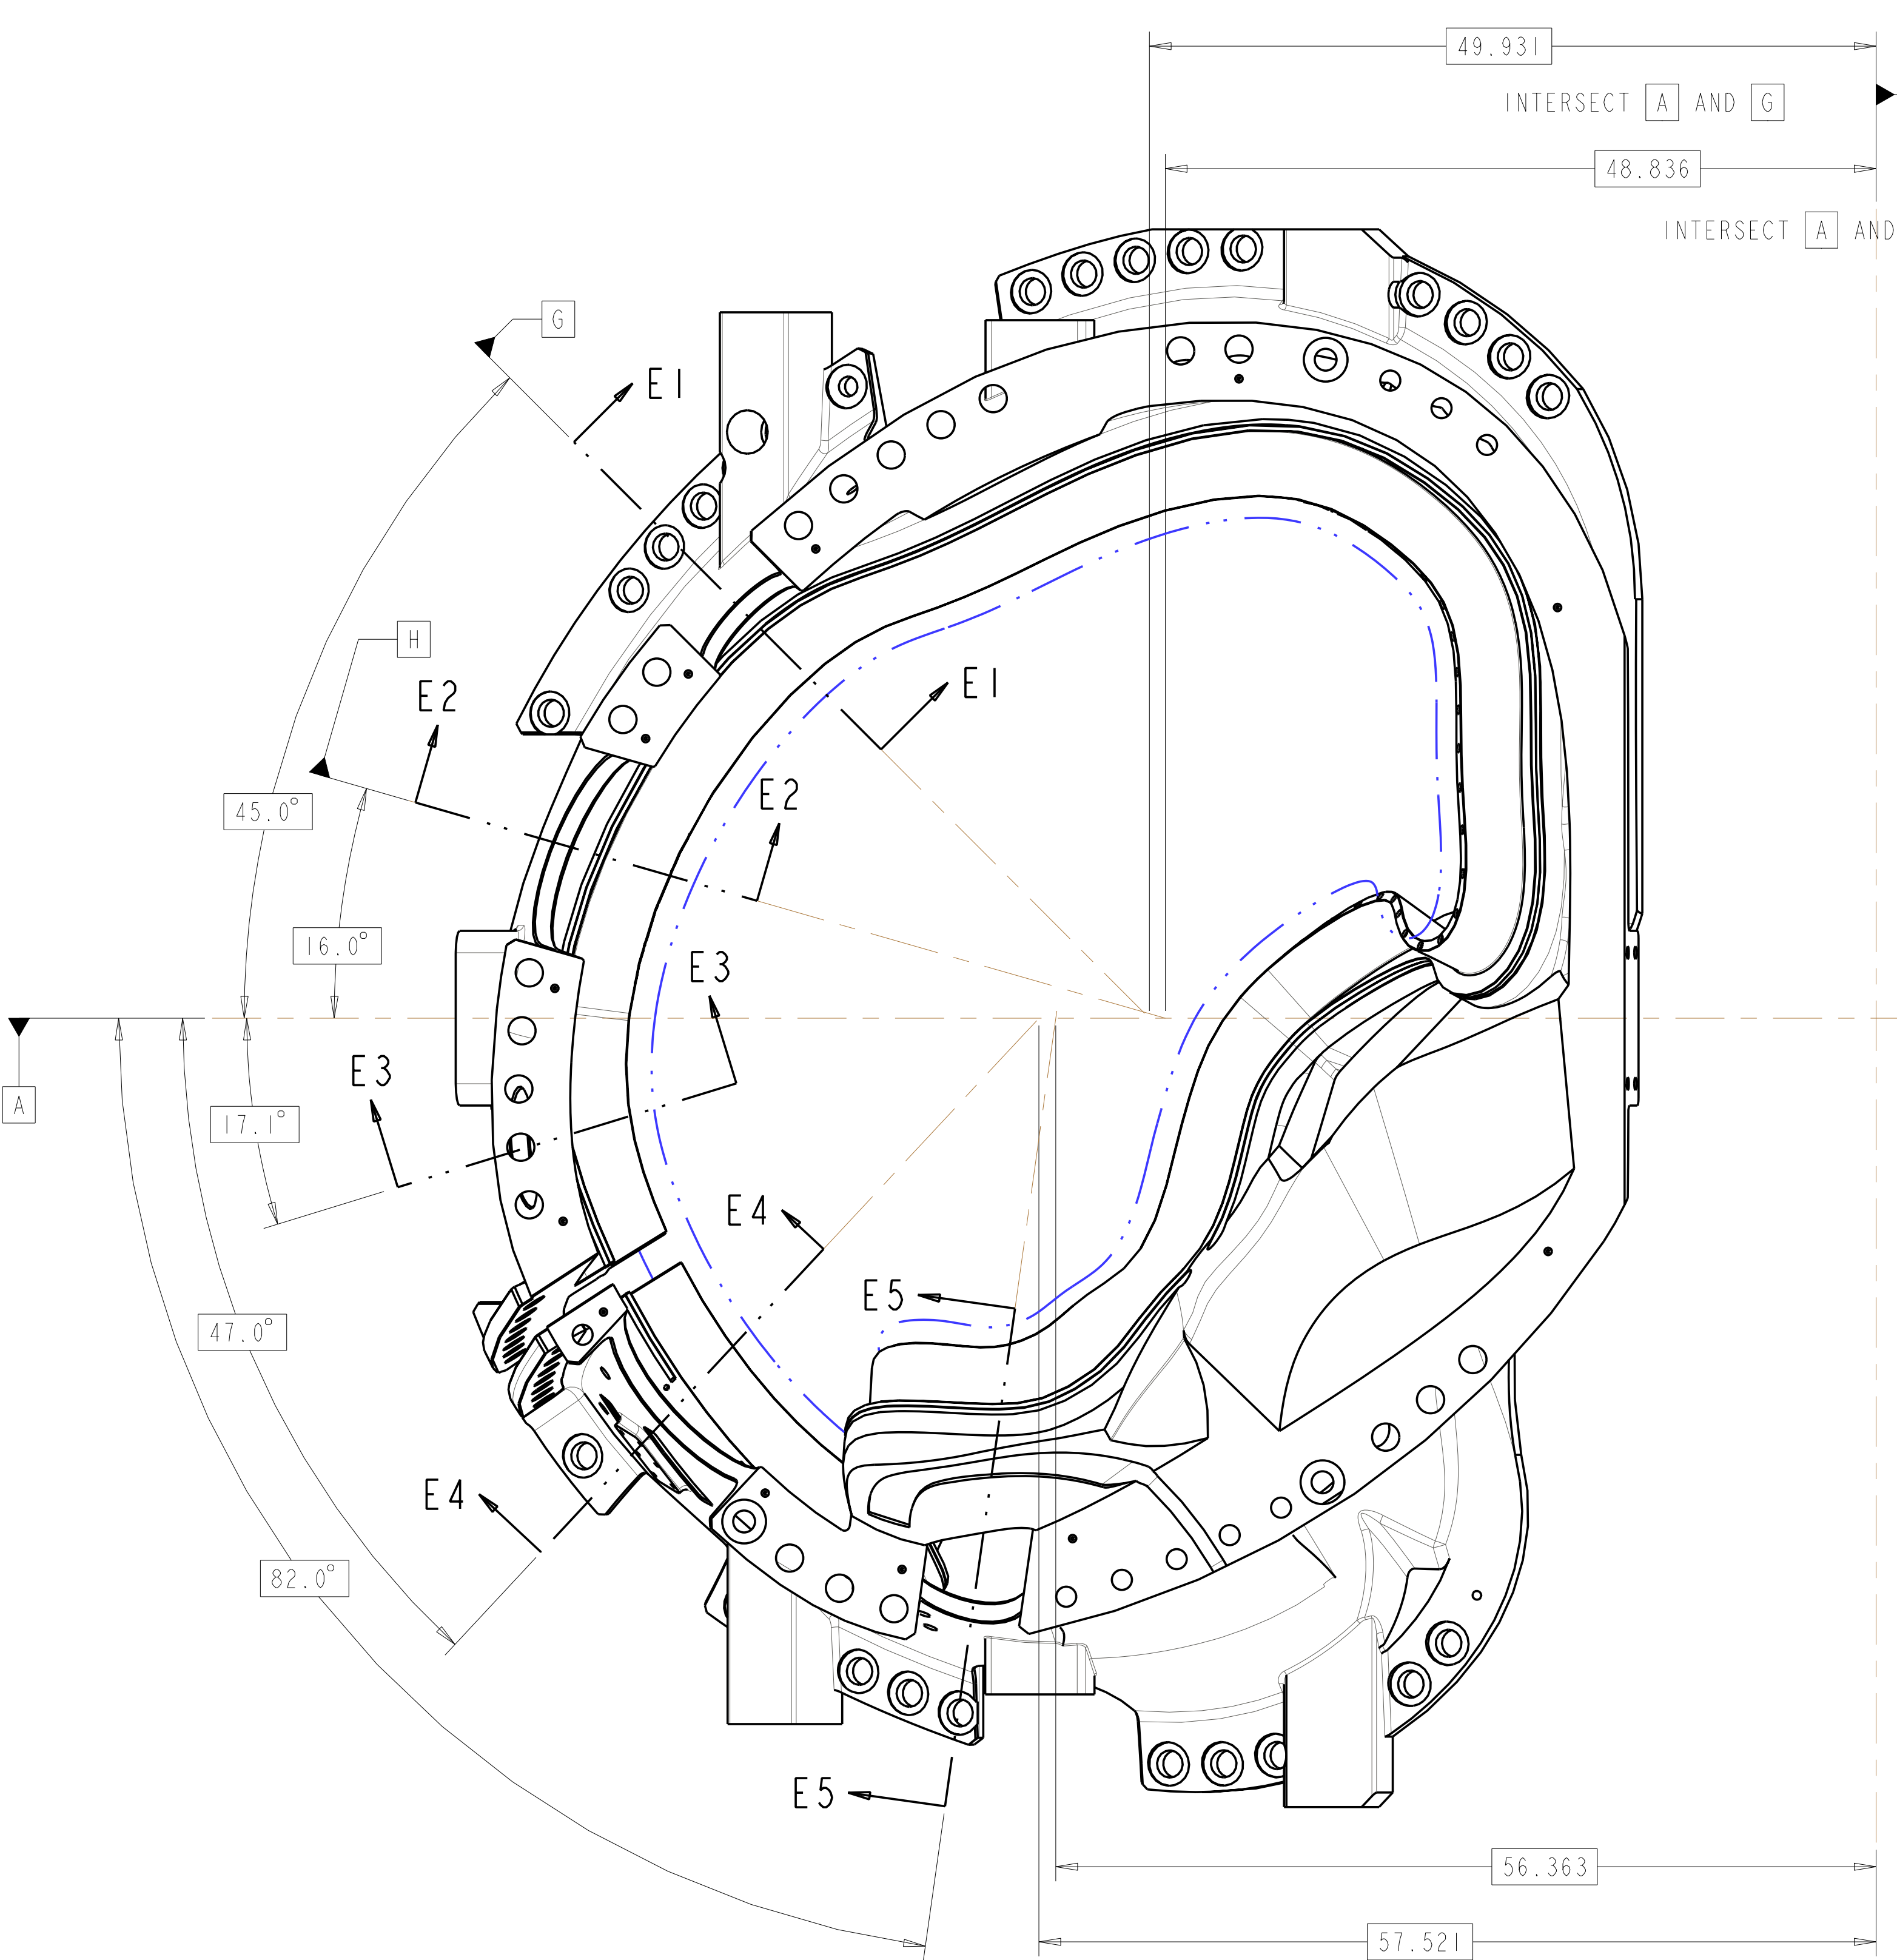 49.931
INTERSECT A AND G
48.836
INTERSECT A AND
G
E1
H
E2
E1
E2
45.0°
16.0°
E3
E3
A
17.1°
E4
E5
47.0°
E4
82.0°
E5
56.363
57.521